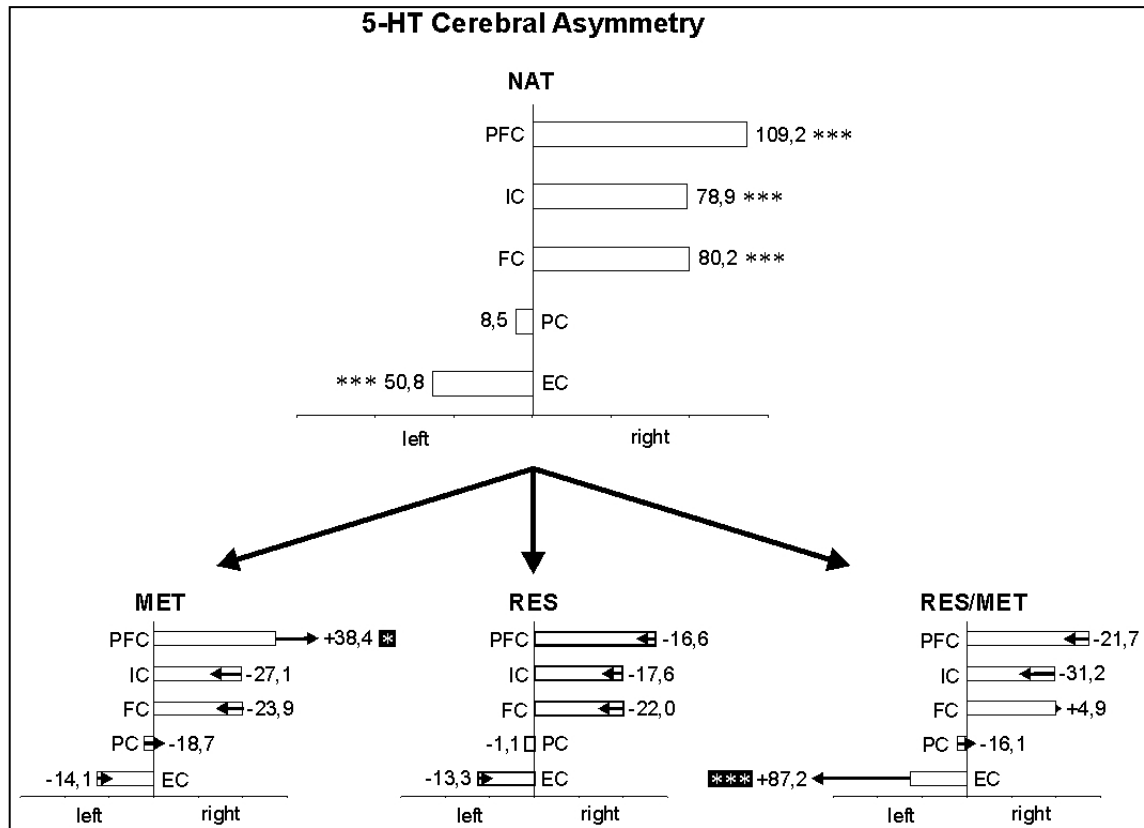 5-HT Cerebral Asymmetry
NAT
PFC 109,2 ***
IC 78,9 ***
FC 80,2 ***
8,5 PC
*** 50,8 EC
left right
MET
PFC +38,4 *
IC -27,1
FC -23,9
PC -18,7
-14,1 EC
left right
RES
PFC -16,6
IC -17,6
FC -22,0
-1,1 PC
-13,3 EC
left right
RES/MET
PFC -21,7
IC -31,2
FC +4,9
PC -16,1
*** +87,2 EC
left right